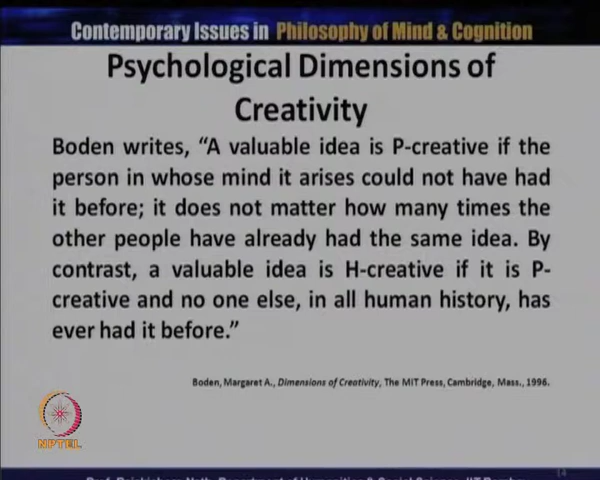 Contemporary Issues in Philosophy of Mind & Cognition
Psychological Dimensions of
Creativity
Boden writes, “A valuable idea is P-creative if the
person in whose mind it arises could not have had
it before; it does not matter how many times the
other people have already had the same idea. By
contrast, a valuable idea is H-creative if it is P-
creative and no one else, in all human history, has
ever had it before.”
Boden, Margaret A., Dimensions of Creativity, The MIT Press, Cambridge, Mass., 1996.
NPTEL
14